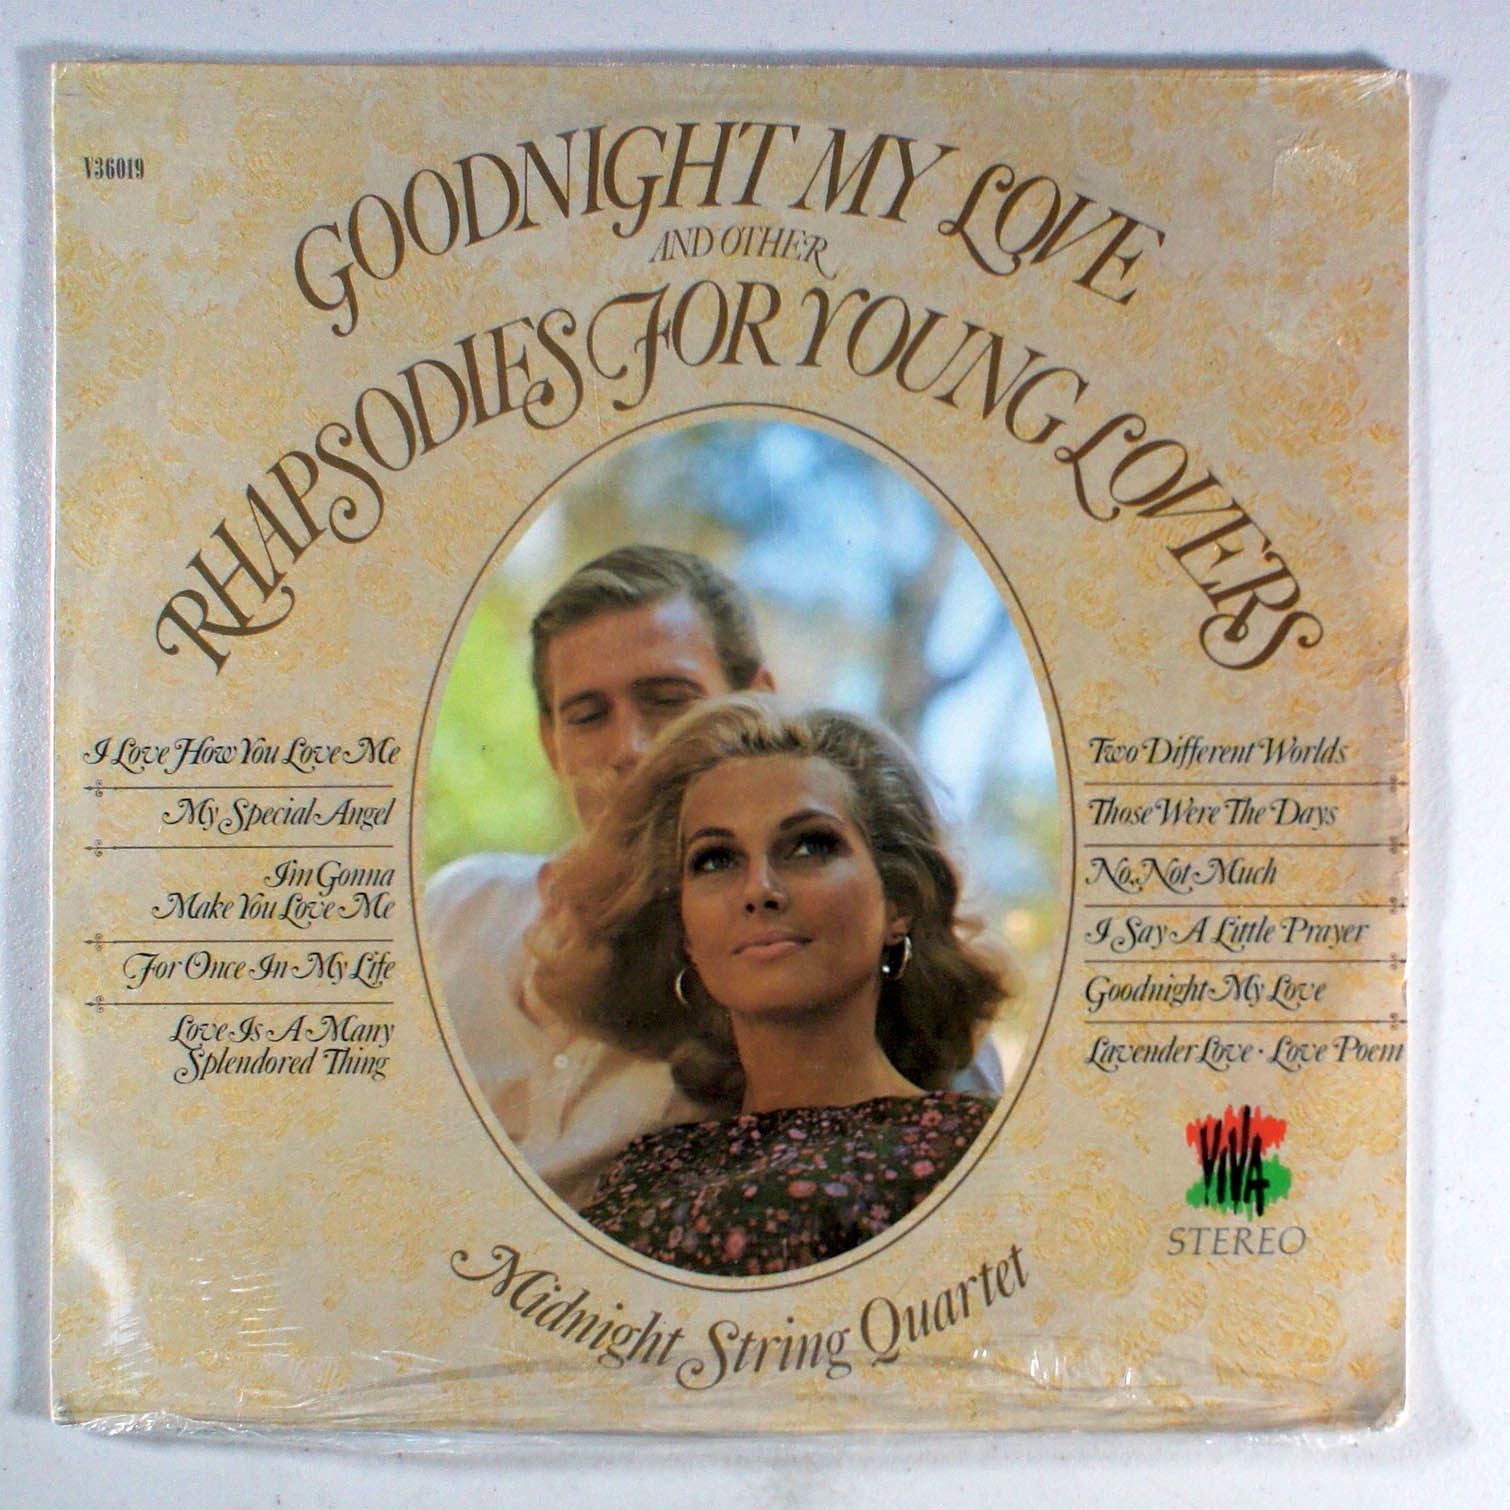 V36019
GOODNIGHT MY LOVE
AND OTHER
RHAPSODIES FOR YOUNG LOVERS
I Love How You Love Me
My Special Angel
I'm Gonna
Make You Love Me
For Once In My Life
Love Is A Many
Splendored Thing
Two Different Worlds
Those Were The Days
No, Not Much
I Say A Little Prayer
Goodnight My Love
Lavender Love · Love Poem
VIVA
STEREO
Midnight String Quartet